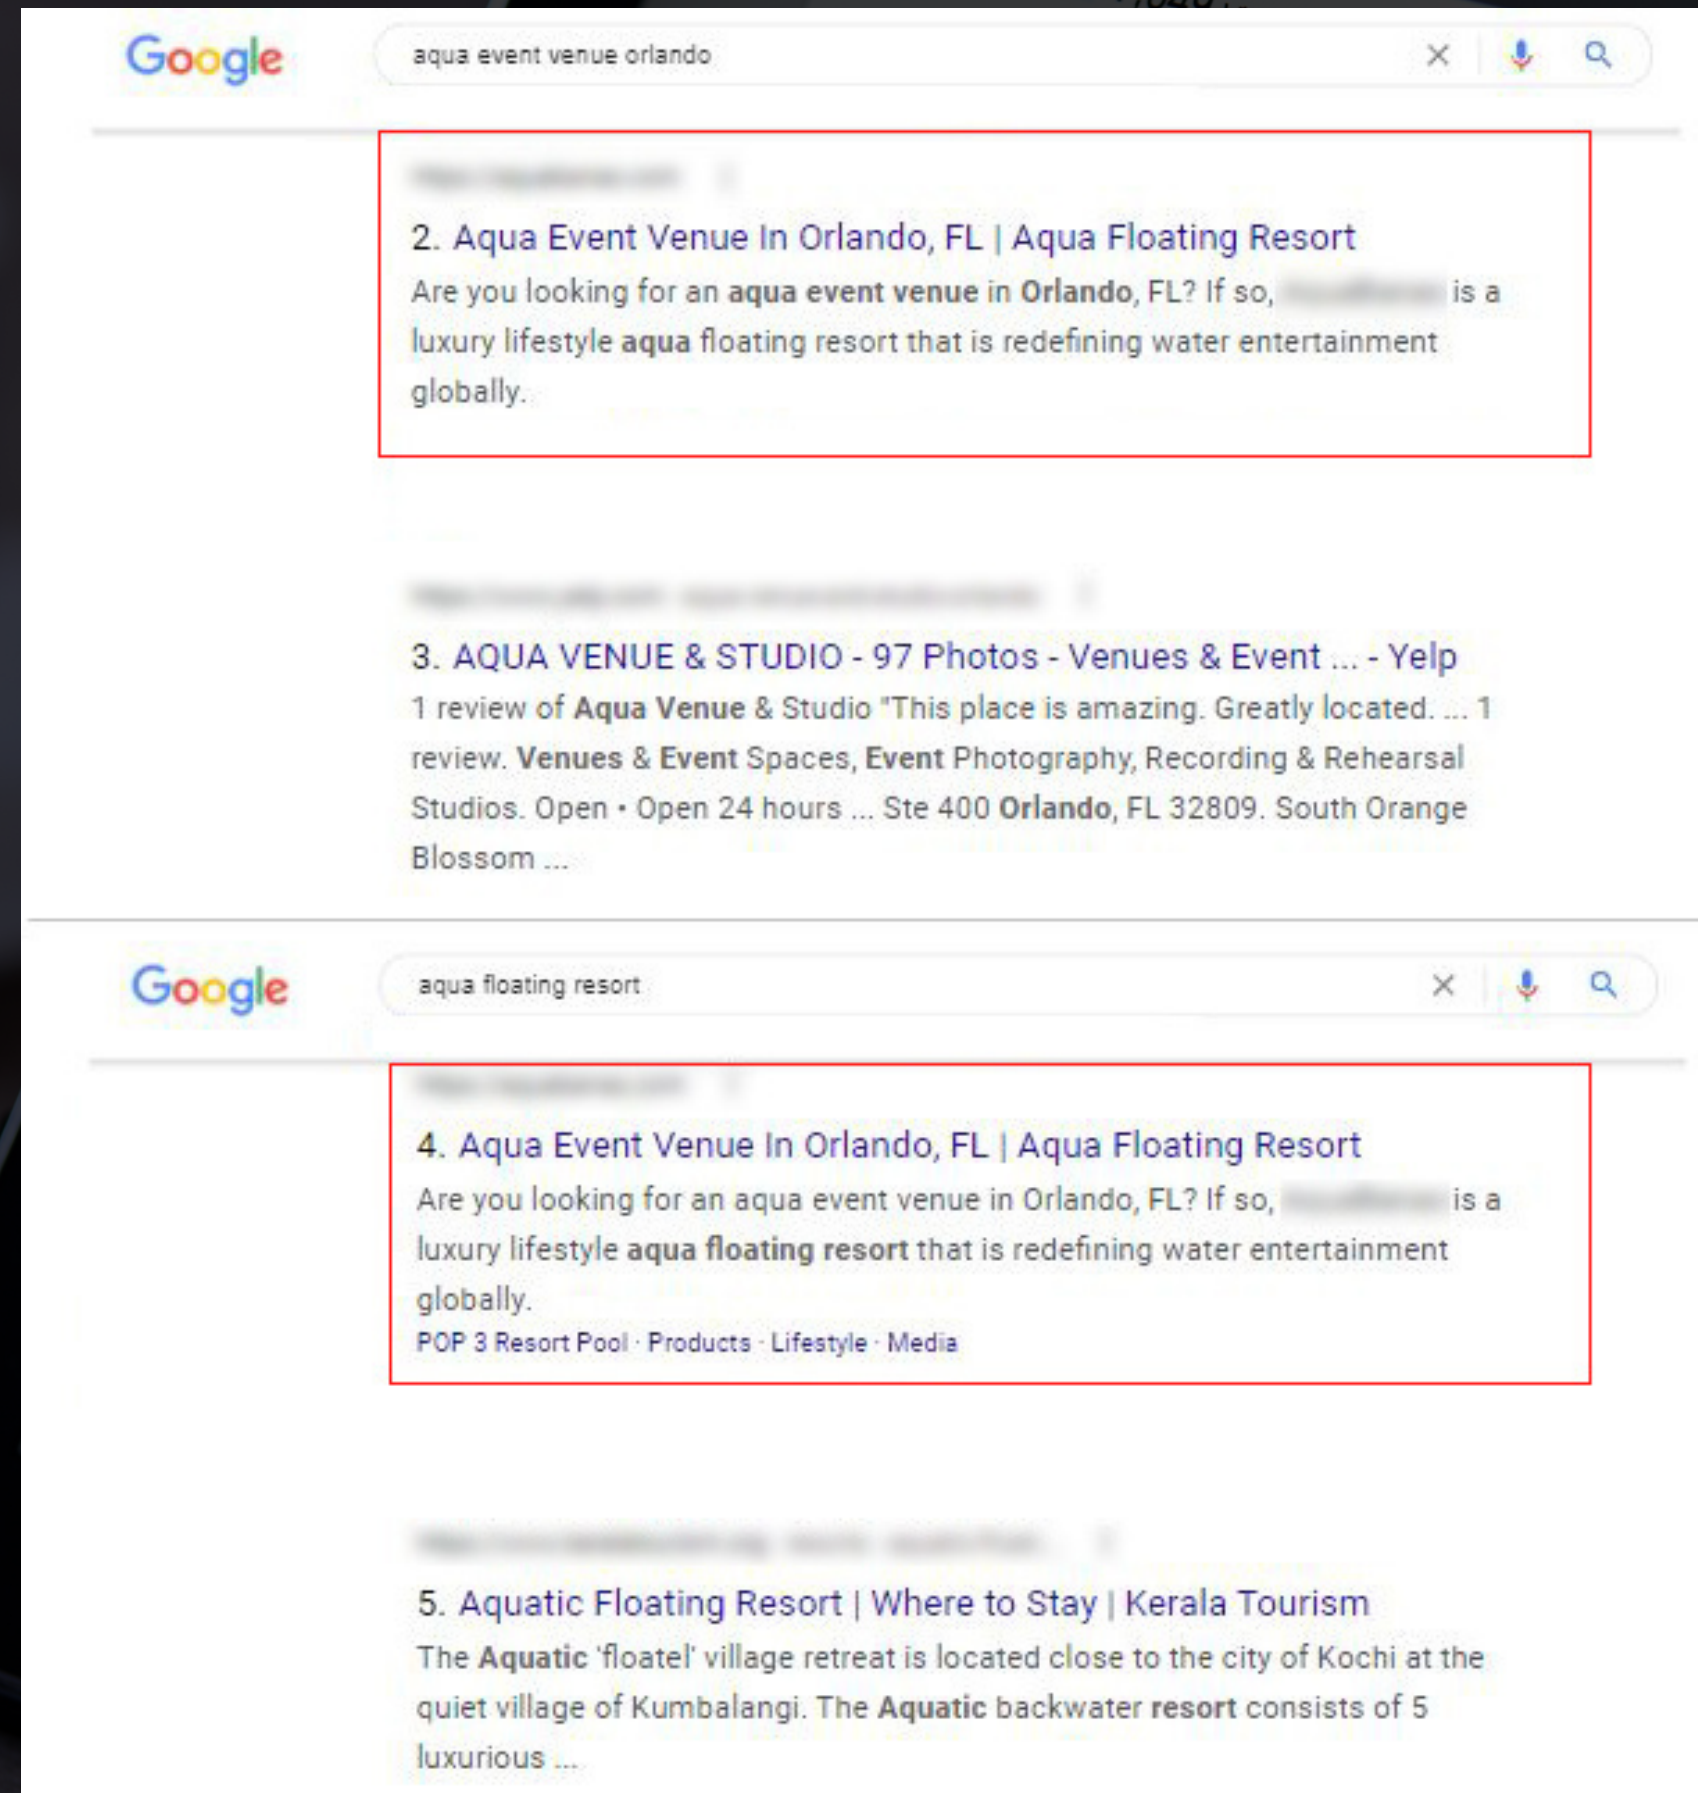 Google
aqua event venue orlando
2. Aqua Event Venue In Orlando, FL | Aqua Floating Resort
Are you looking for an aqua event venue in Orlando, FL? If so, is a
luxury lifestyle aqua floating resort that is redefining water entertainment
globally.
3. AQUA VENUE & STUDIO - 97 Photos - Venues & Event ... - Yelp
1 review of Aqua Venue & Studio "This place is amazing. Greatly located. ... 1
review. Venues & Event Spaces, Event Photography, Recording & Rehearsal
Studios. Open • Open 24 hours ... Ste 400 Orlando, FL 32809. South Orange
Blossom ...
Google
aqua floating resort
4. Aqua Event Venue In Orlando, FL | Aqua Floating Resort
Are you looking for an aqua event venue in Orlando, FL? If so, is a
luxury lifestyle aqua floating resort that is redefining water entertainment
globally.
POP 3 Resort Pool · Products · Lifestyle · Media
5. Aquatic Floating Resort | Where to Stay | Kerala Tourism
The Aquatic 'floatel' village retreat is located close to the city of Kochi at the
quiet village of Kumbalangi. The Aquatic backwater resort consists of 5
luxurious ...